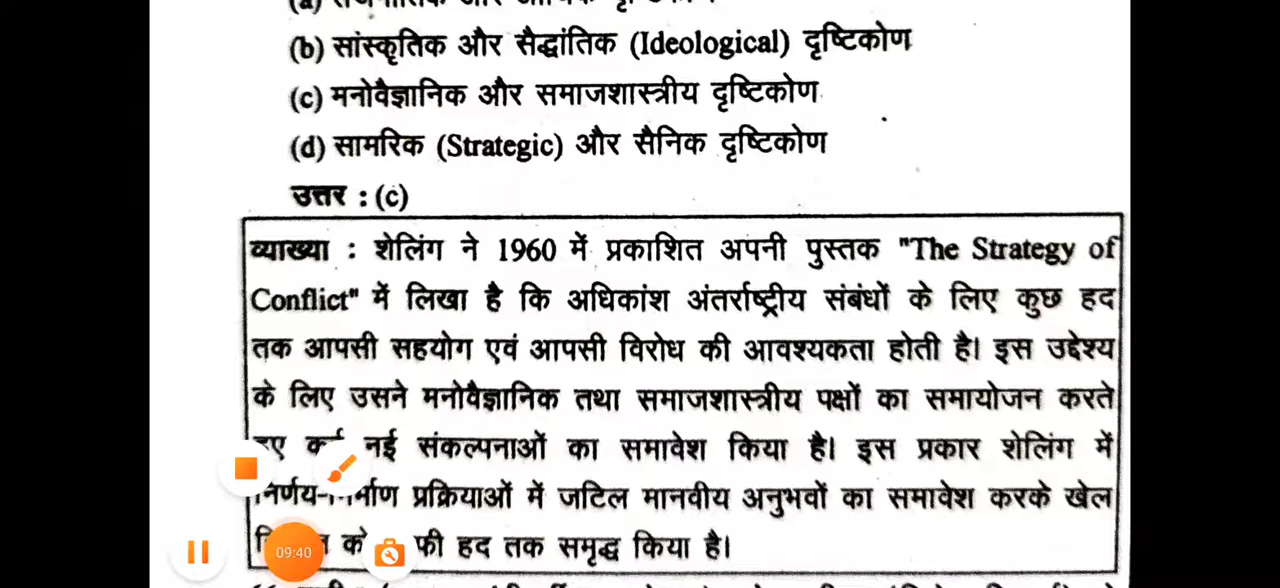 (b) सांस्कृतिक और सैद्धांतिक (Ideological) दृष्टिकोण
(c) मनोवैज्ञानिक और समाजशास्त्रीय दृष्टिकोण
(d) सामरिक (Strategic) और सैनिक दृष्टिकोण
उत्तर : (c)
व्याख्या : शेलिंग ने 1960 में प्रकाशित अपनी पुस्तक "The Strategy of
Conflict" में लिखा है कि अधिकांश अंतर्राष्ट्रीय संबंधों के लिए कुछ हद
तक आपसी सहयोग एवं आपसी विरोध की आवश्यकता होती है। इस उद्देश्य
के लिए उसने मनोवैज्ञानिक तथा समाजशास्त्रीय पक्षों का समायोजन करते
नई संकल्पनाओं का समावेश किया है। इस प्रकार शेलिंग में
प्रक्रियाओं में जटिल मानवीय अनुभवों का समावेश करके खेल
को फी हद तक समृद्ध किया है।
09:40